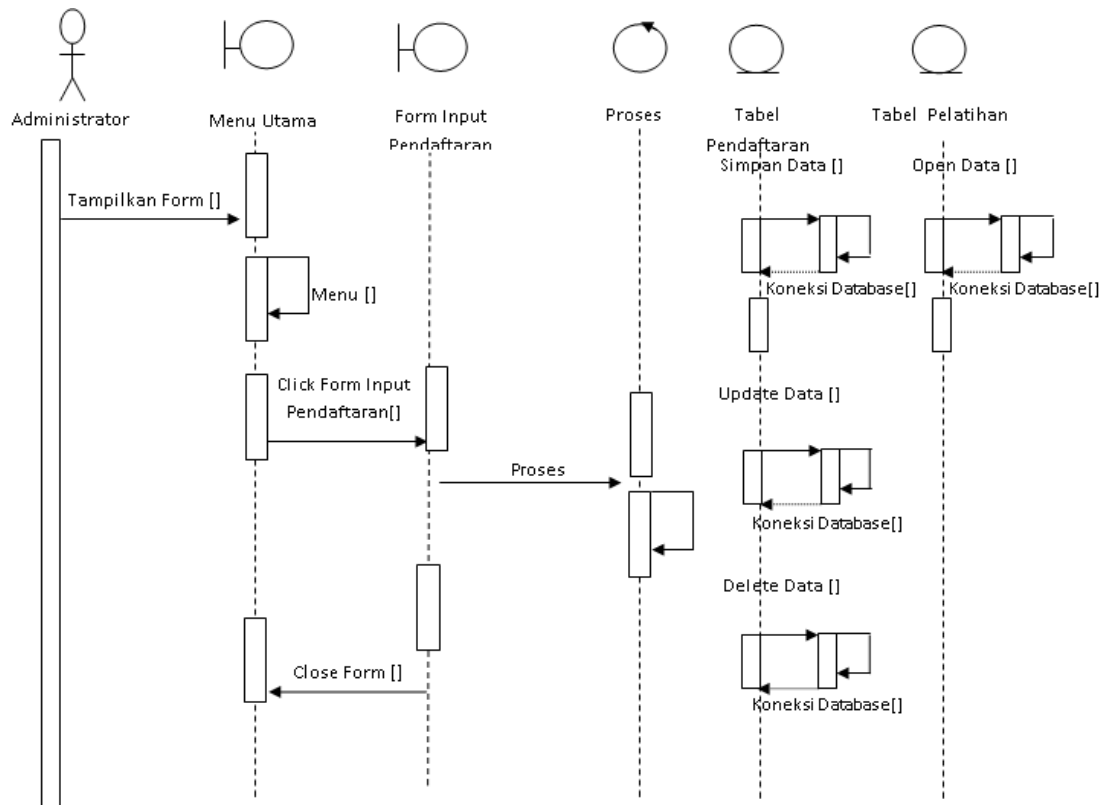 Administrator
Menu Utama
Form Input
Pendaftaran
Proses
Tabel
Pendaftaran
Tabel Pelatihan
Simpan Data []
Open Data []
Tampilkan Form []
Koneksi Database[]
Koneksi Database[]
Menu []
Click Form Input
Pendaftaran[]
Update Data []
Proses
Koneksi Database[]
Delete Data []
Close Form []
Koneksi Database[]